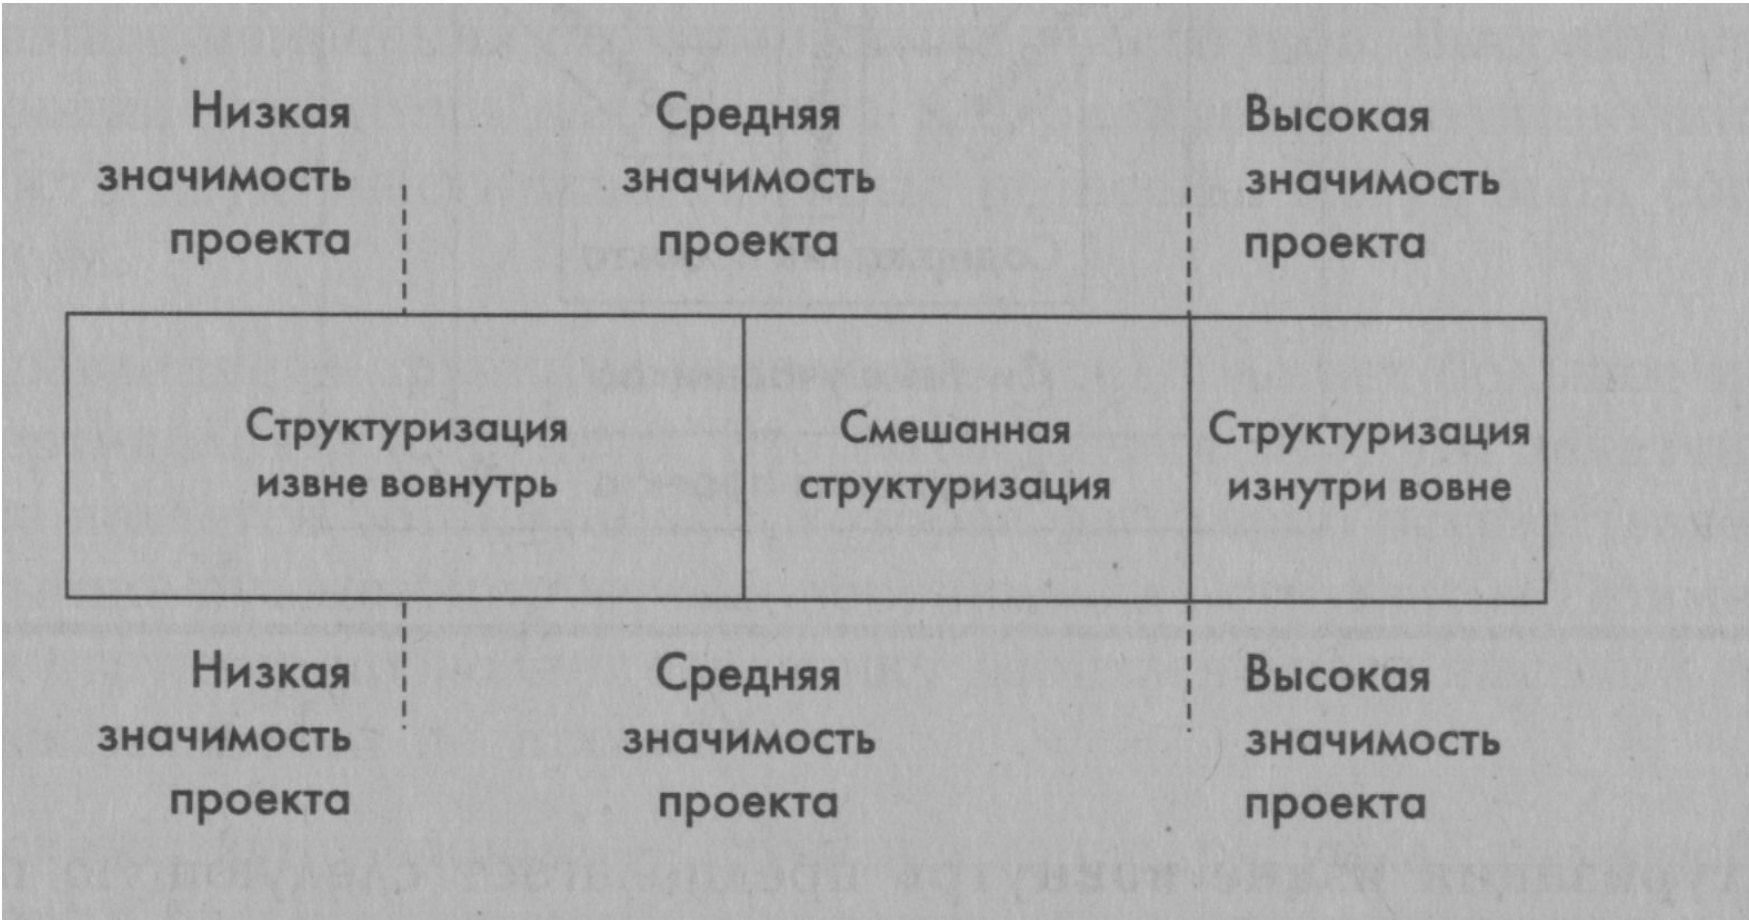 Низкая
значимость
проекта
Средняя
значимость
проекта
Высокая
значимость
проекта
Структуризация
извне вовнутрь
Смешанная
структуризация
Структуризация
изнутри вовне
Низкая
значимость
проекта
Средняя
значимость
проекта
Высокая
значимость
проекта